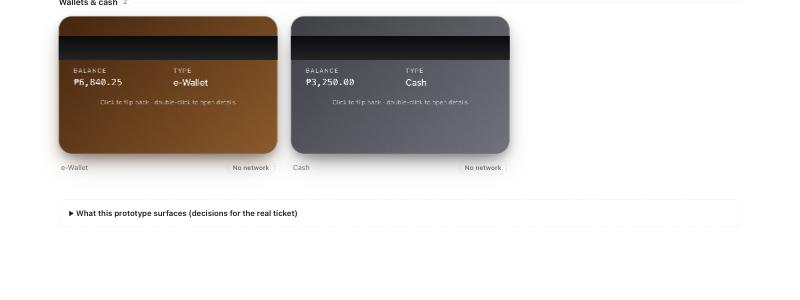 Wallets & cash 2
BALANCE TYPE
₱6,840.25 e-Wallet
Click to flip back · double-click to open details
BALANCE TYPE
₱3,250.00 Cash
Click to flip back · double-click to open details
e-Wallet No network
Cash No network
▶ What this prototype surfaces (decisions for the real ticket)